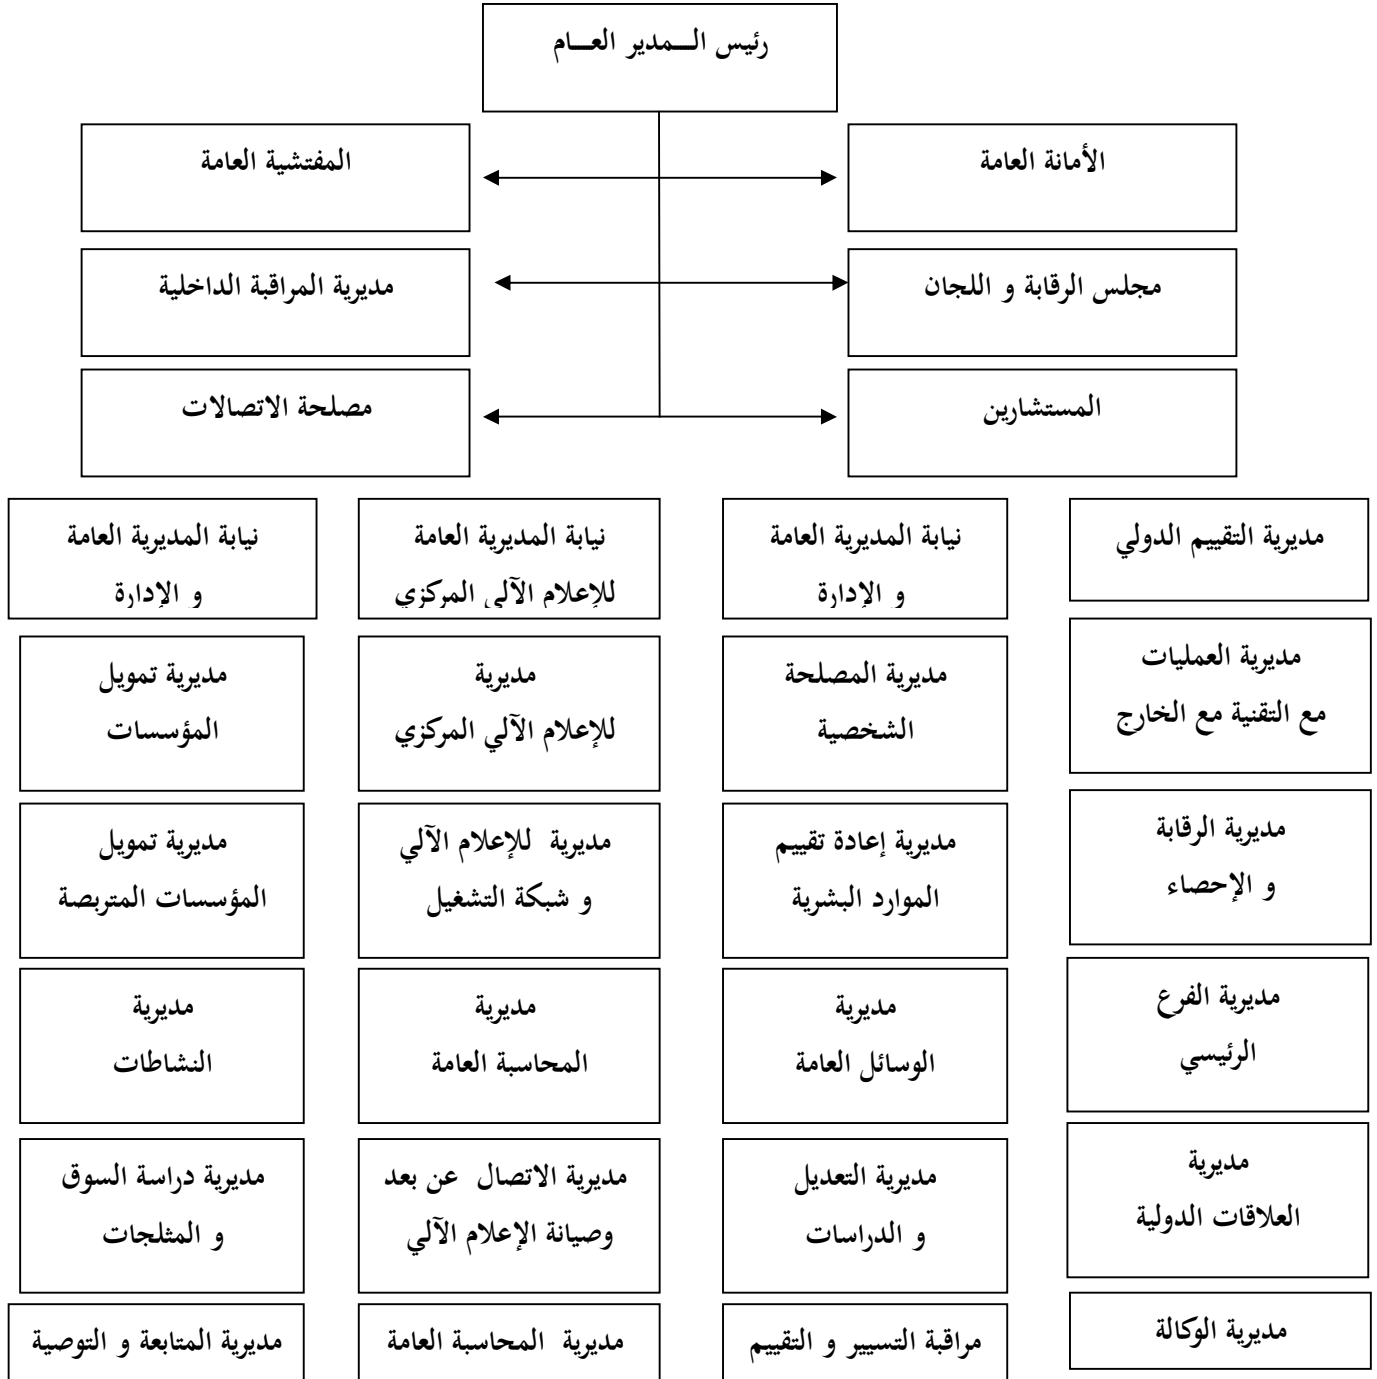 رئيس الـــمدير العـــام
الأمانة العامة
المفتشية العامة
مجلس الرقابة و اللجان
مديرية المراقبة الداخلية
المستشارين
مصلحة الاتصالات
مديرية التقييم الدولي
نيابة المديرية العامة
و الإدارة
نيابة المديرية العامة
للإعلام الآلي المركزي
نيابة المديرية العامة
و الإدارة
مديرية العمليات
مع التقنية مع الخارج
مديرية المصلحة
الشخصية
مديرية
للإعلام الآلي المركزي
مديرية تمويل
المؤسسات
مديرية الرقابة
و الإحصاء
مديرية إعادة تقييم
الموارد البشرية
مديرية للإعلام الآلي
و شبكة التشغيل
مديرية تمويل
المؤسسات المتربصة
مديرية الفرع
الرئيسي
مديرية
الوسائل العامة
مديرية
المحاسبة العامة
مديرية
النشاطات
مديرية
العلاقات الدولية
مديرية التعديل
و الدراسات
مديرية الاتصال عن بعد
وصيانة الإعلام الآلي
مديرية دراسة السوق
و المثلجات
مديرية الوكالة
مراقبة التسيير و التقييم
مديرية المحاسبة العامة
مديرية المتابعة و التوصية